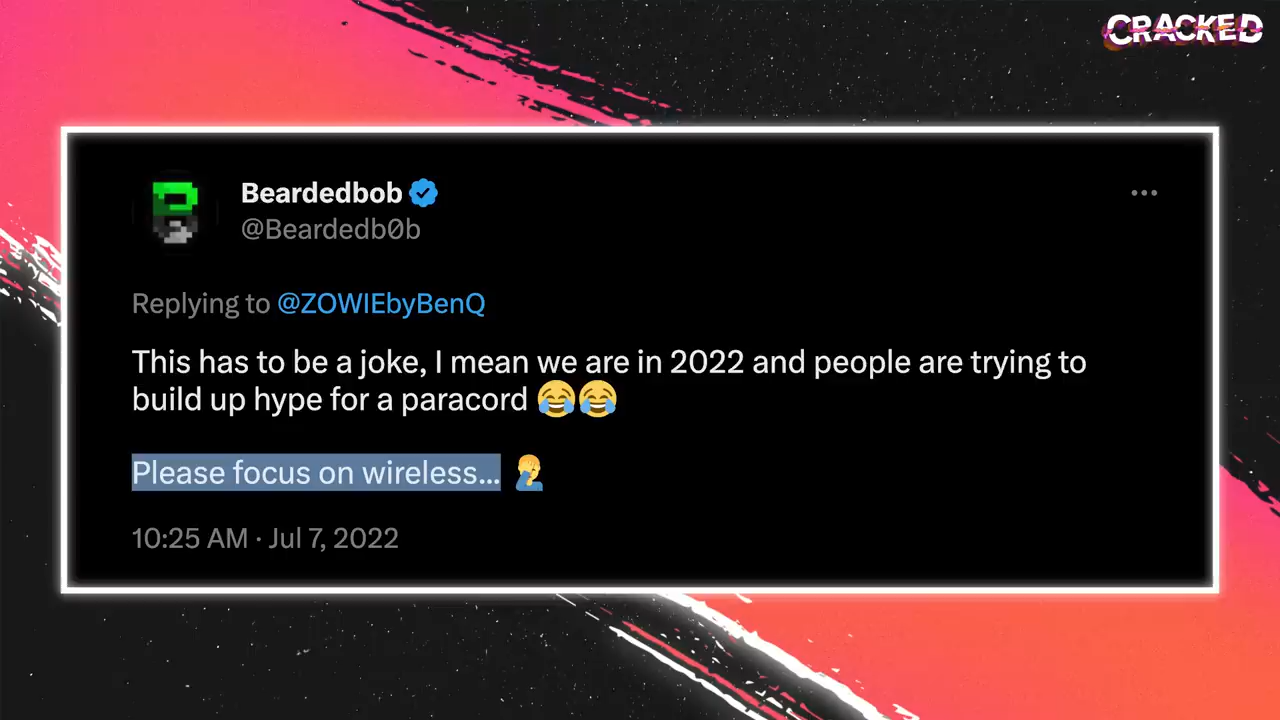 CRACKED
Beardedbob
@Beardedb0b
Replying to @ZOWIEbyBenQ
This has to be a joke, I mean we are in 2022 and people are trying to
build up hype for a paracord 😂😂
Please focus on wireless... 🤦‍♂️
10:25 AM · Jul 7, 2022